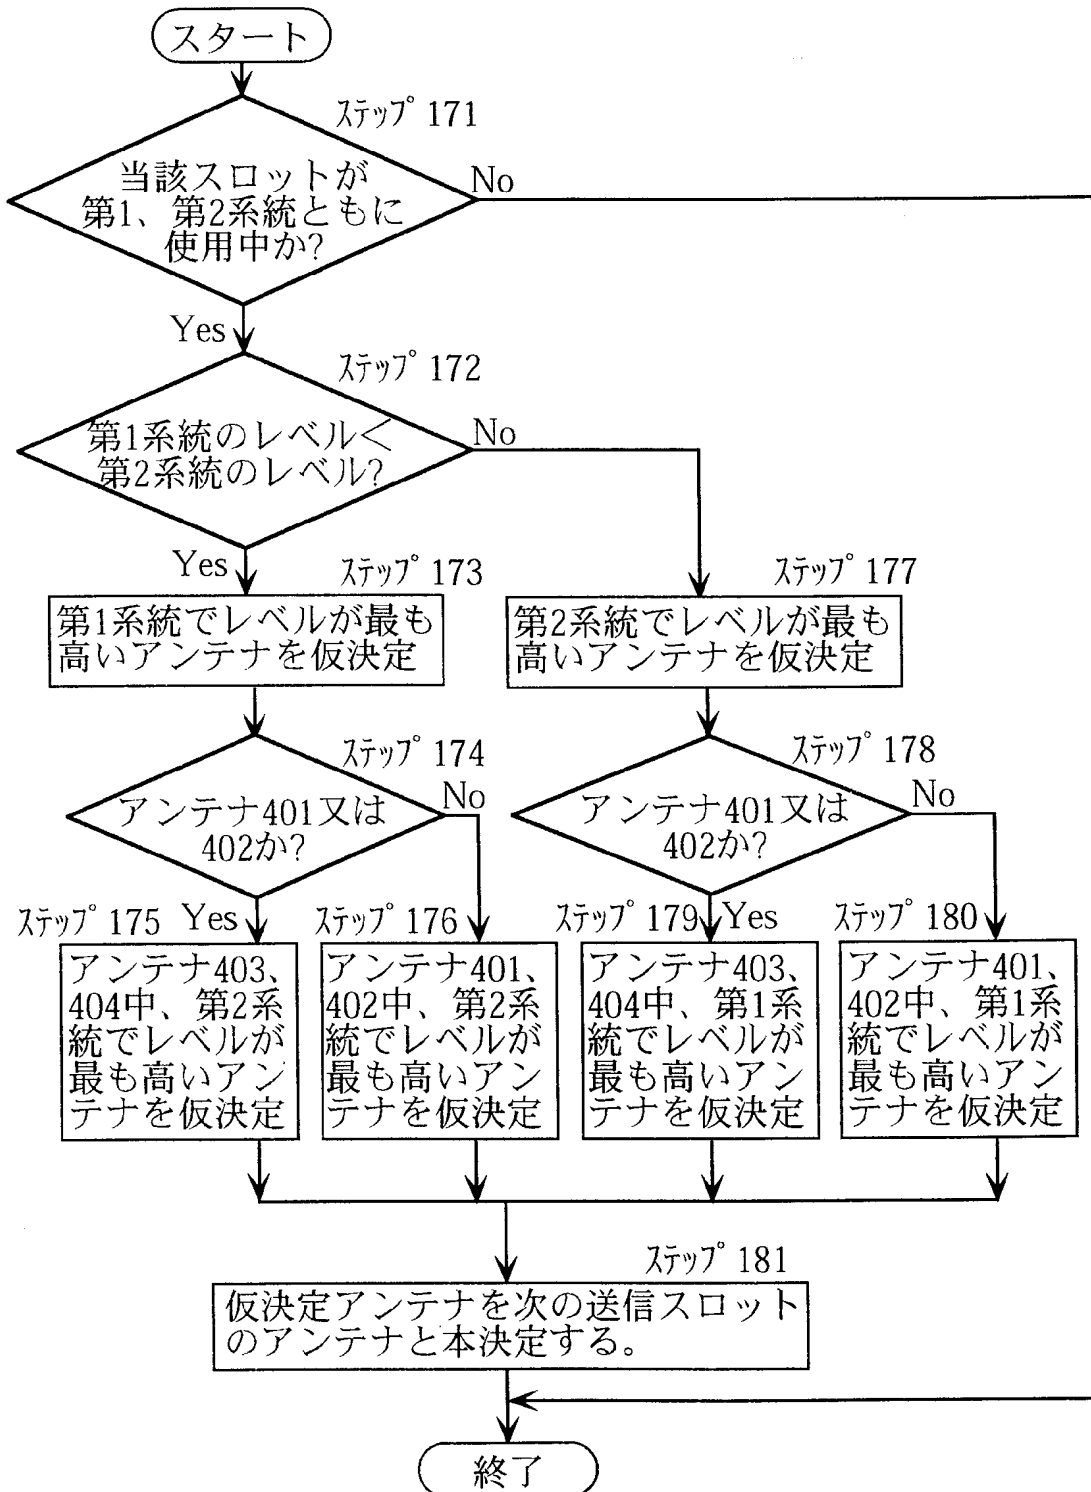 スタート
ステップ 171
当該スロットが
第1、第2系統ともに
使用中か?
No
Yes
ステップ 172
第1系統のレベル<
第2系統のレベル?
No
Yes
ステップ 173
第1系統でレベルが最も
高いアンテナを仮決定
ステップ 177
第2系統でレベルが最も
高いアンテナを仮決定
ステップ 174
アンテナ401又は
402か?
No
ステップ 178
アンテナ401又は
402か?
No
ステップ 175
Yes
アンテナ403、
404中、第2系
統でレベルが
最も高いアン
テナを仮決定
ステップ 176
アンテナ401、
402中、第2系
統でレベルが
最も高いアン
テナを仮決定
ステップ 179
Yes
アンテナ403、
404中、第1系
統でレベルが
最も高いアン
テナを仮決定
ステップ 180
アンテナ401、
402中、第1系
統でレベルが
最も高いアン
テナを仮決定
ステップ 181
仮決定アンテナを次の送信スロット
のアンテナと本決定する。
終了